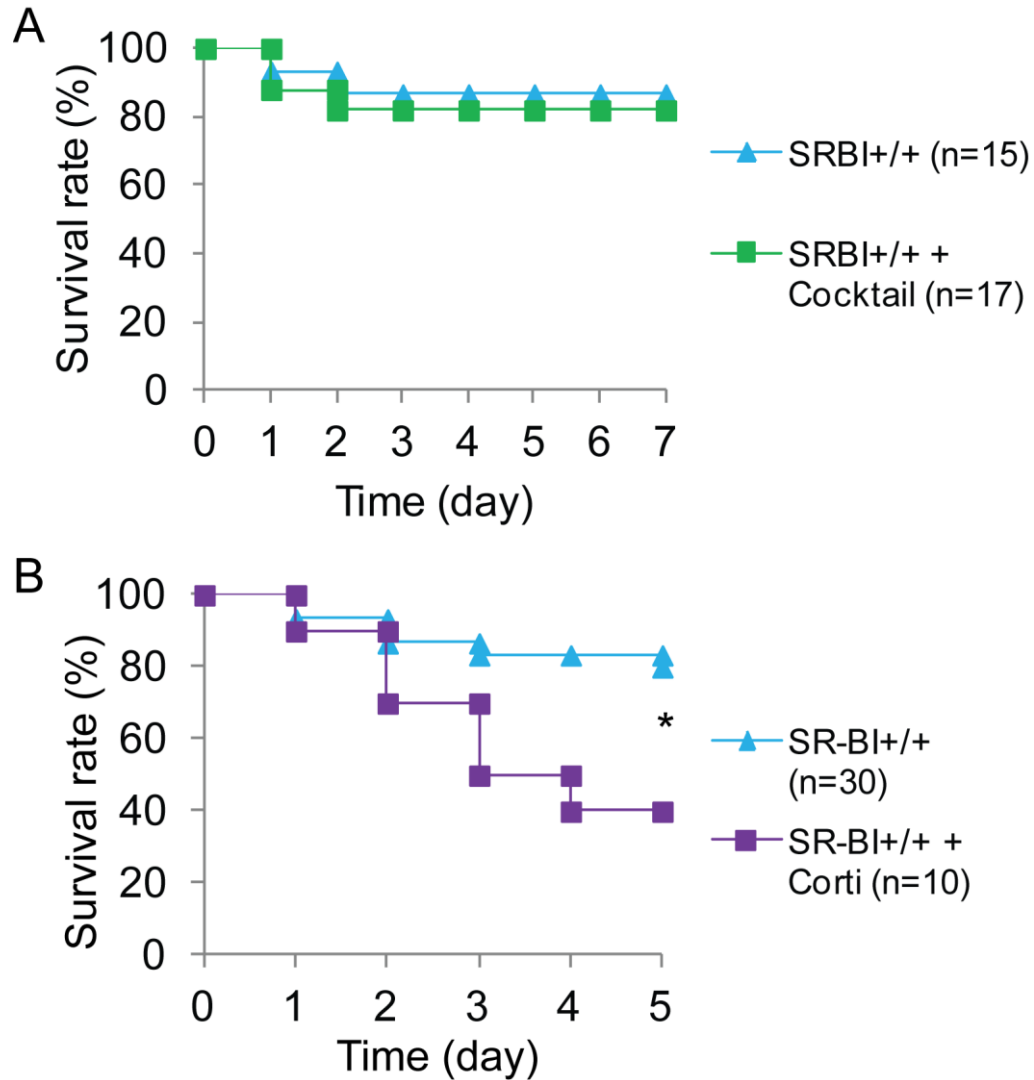 A
Survival rate (%)
100
80
60
40
20
0
0 1 2 3 4 5 6 7
Time (day)
SRBI+/+ (n=15)
SRBI+/+ +
Cocktail (n=17)
B
Survival rate (%)
100
80
60
40
20
0
*
0 1 2 3 4 5
Time (day)
SR-BI+/+
(n=30)
SR-BI+/+ +
Corti (n=10)